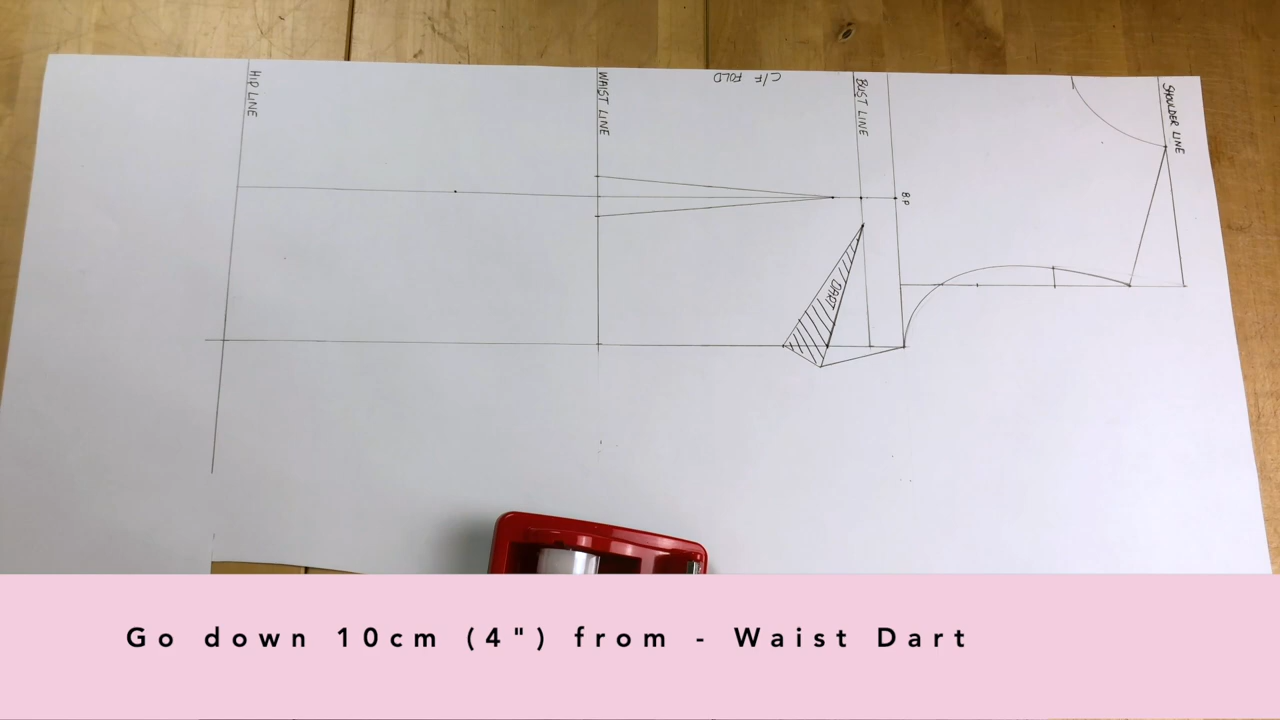 HIP LINE
WAIST LINE
C/F FOLD
BUST LINE
SHOULDER LINE
B.P
DART
Go down 10cm (4") from - Waist Dart